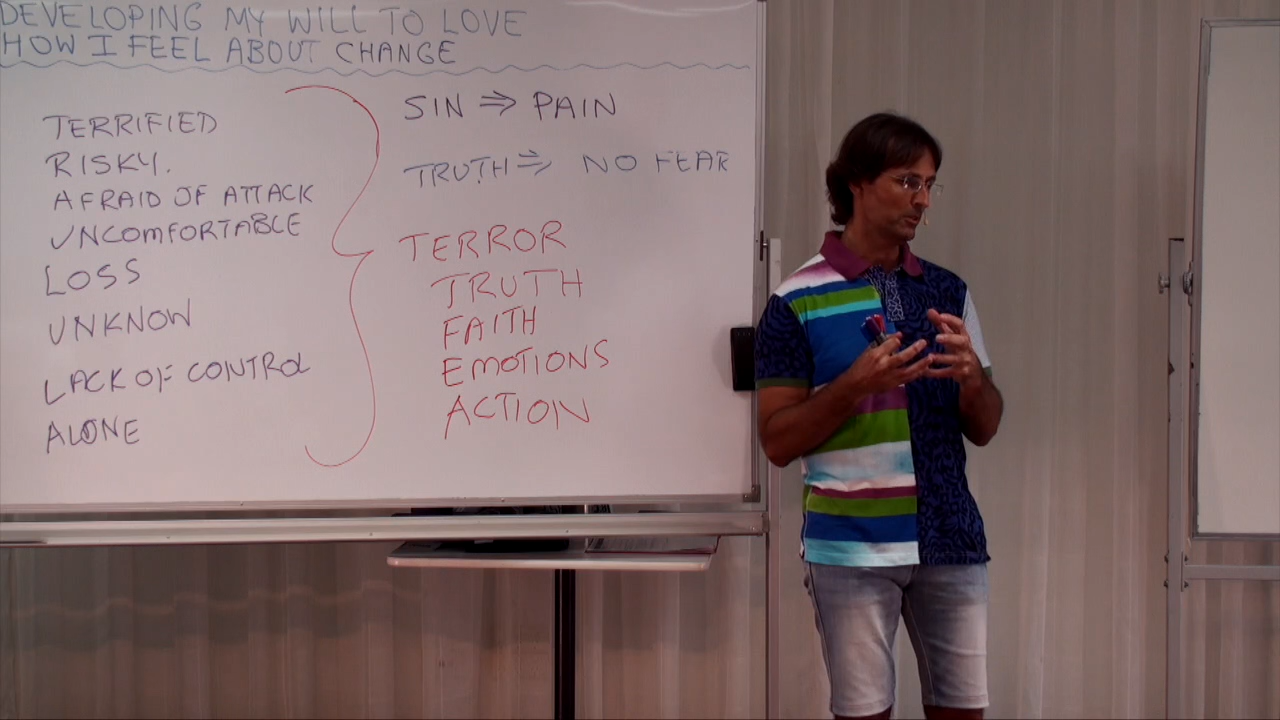 DEVELOPING MY WILL TO LOVE
HOW I FEEL ABOUT CHANGE
TERRIFIED
RISKY.
AFRAID OF ATTACK
UNCOMFORTABLE
LOSS
UNKNOW
LACK OF CONTROL
ALONE
SIN ⇒ PAIN
TRUTH ⇒ NO FEAR
TERROR
TRUTH
FAITH
EMOTIONS
ACTION